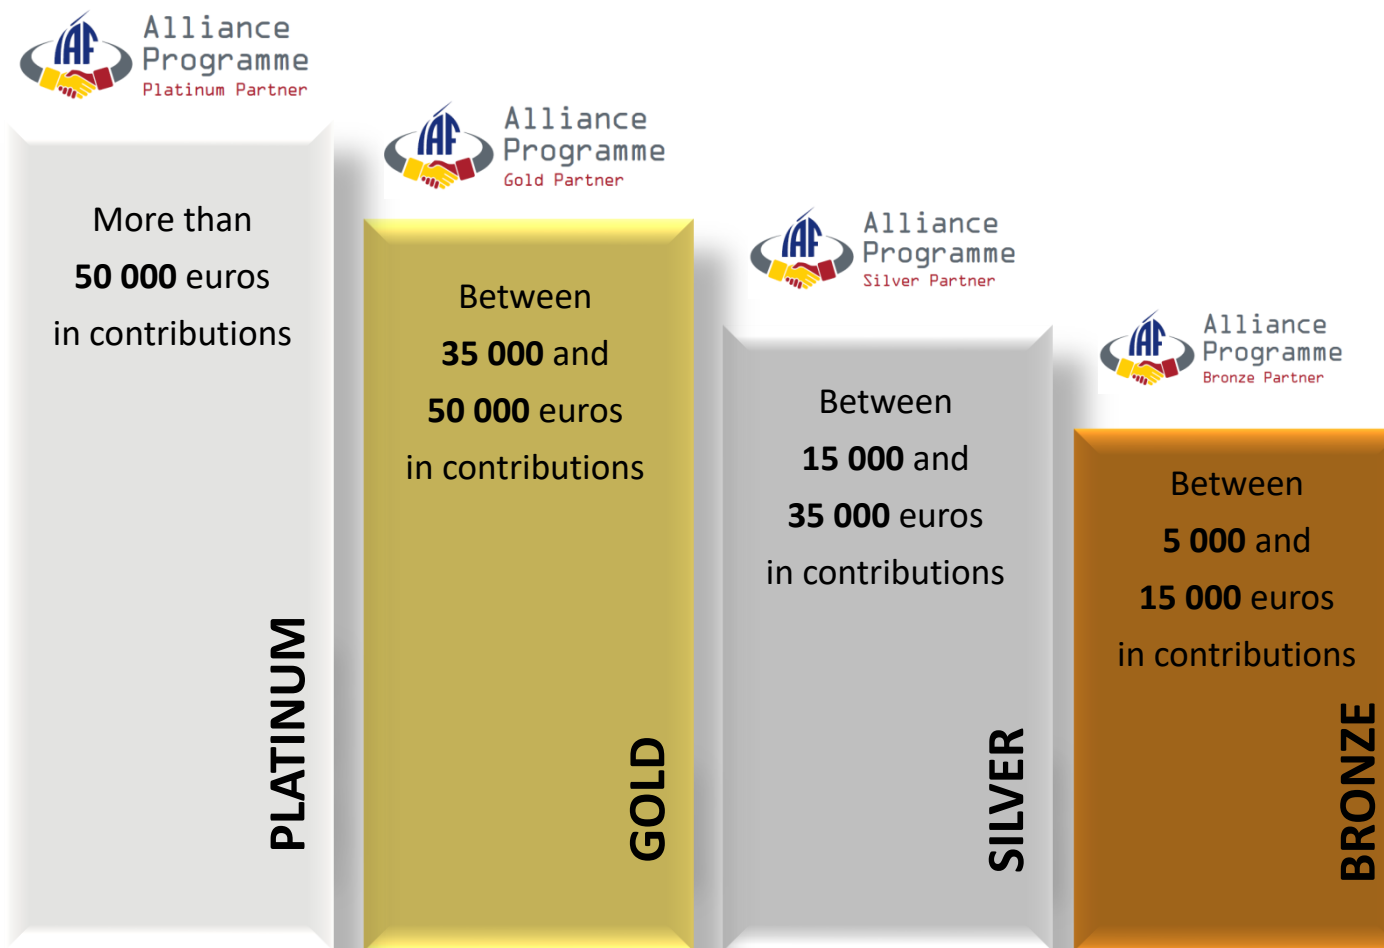 IAF
Alliance
Programme
Platinum Partner
More than
50 000 euros
in contributions
PLATINUM
IAF
Alliance
Programme
Gold Partner
Between
35 000 and
50 000 euros
in contributions
GOLD
IAF
Alliance
Programme
Silver Partner
Between
15 000 and
35 000 euros
in contributions
SILVER
IAF
Alliance
Programme
Bronze Partner
Between
5 000 and
15 000 euros
in contributions
BRONZE